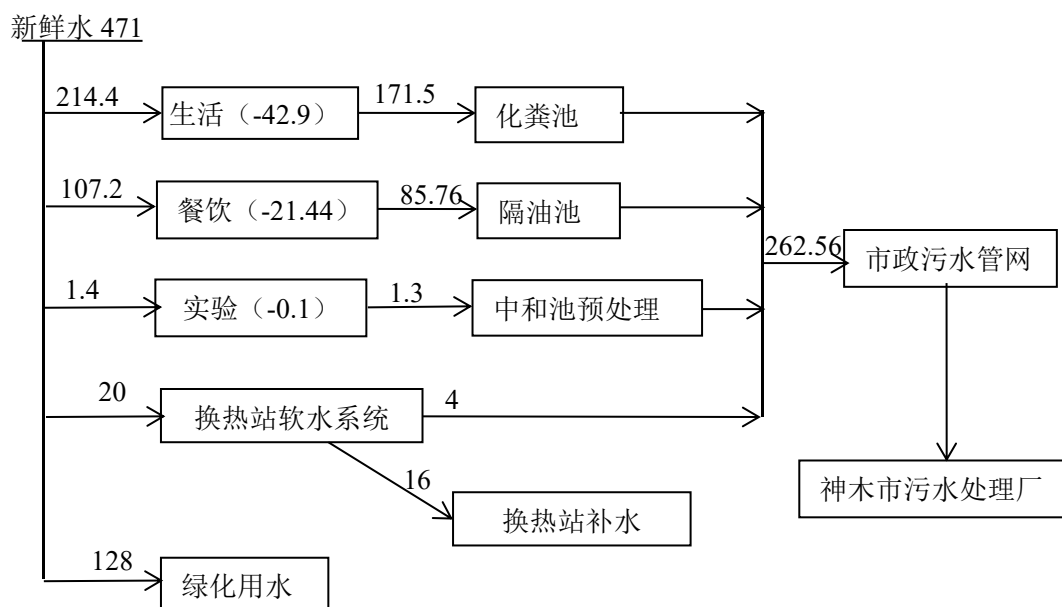 新鲜水 471
214.4
生活（-42.9）
171.5
化粪池
107.2
餐饮（-21.44）
85.76
隔油池
262.56
市政污水管网
1.4
实验（-0.1）
1.3
中和池预处理
20
换热站软水系统
4
16
换热站补水
神木市污水处理厂
128
绿化用水